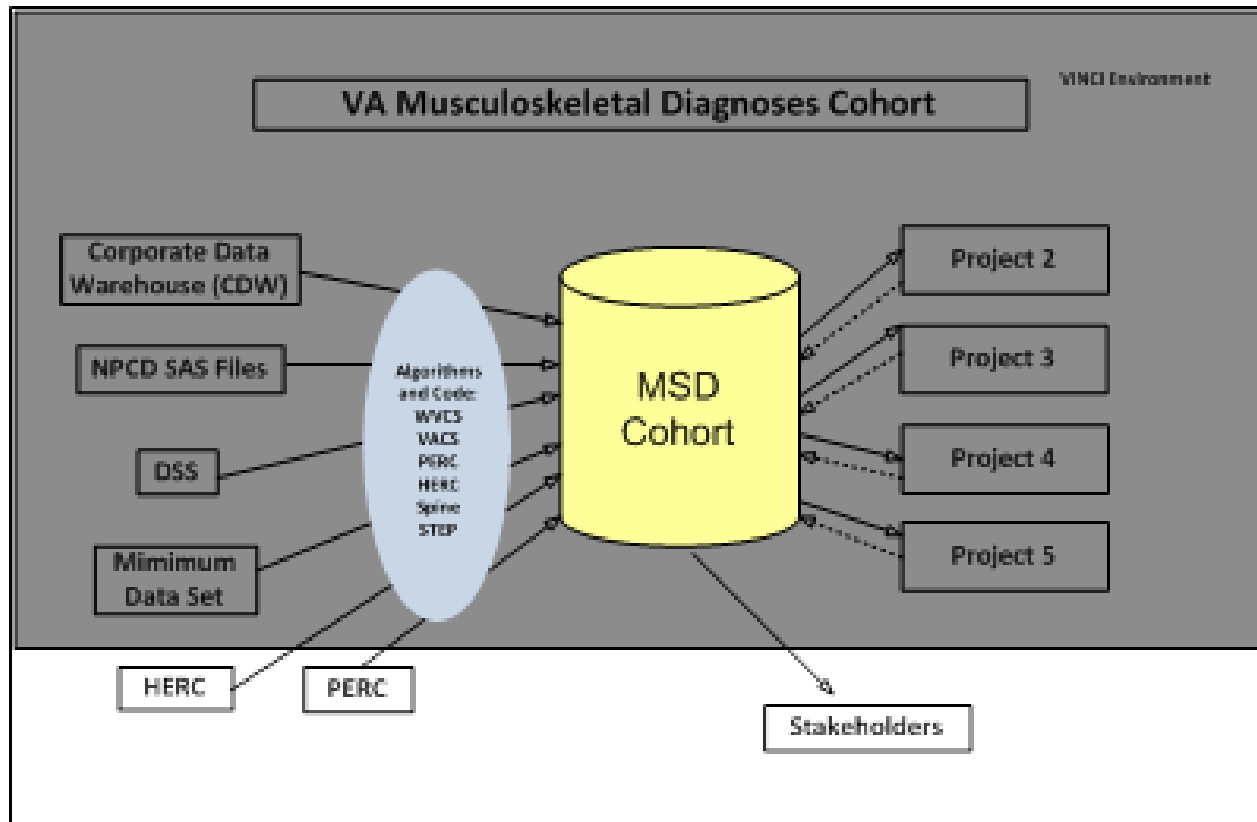 VINCI Environment
VA Musculoskeletal Diagnoses Cohort
Corporate Data
Warehouse (CDW)
NPCD SAS Files
DSS
Mimimum
Data Set
HERC
PERC
Algorithms
and Code:
WVCS
VACS
PERC
HERC
Spine
STEP
MSD
Cohort
Project 2
Project 3
Project 4
Project 5
Stakeholders